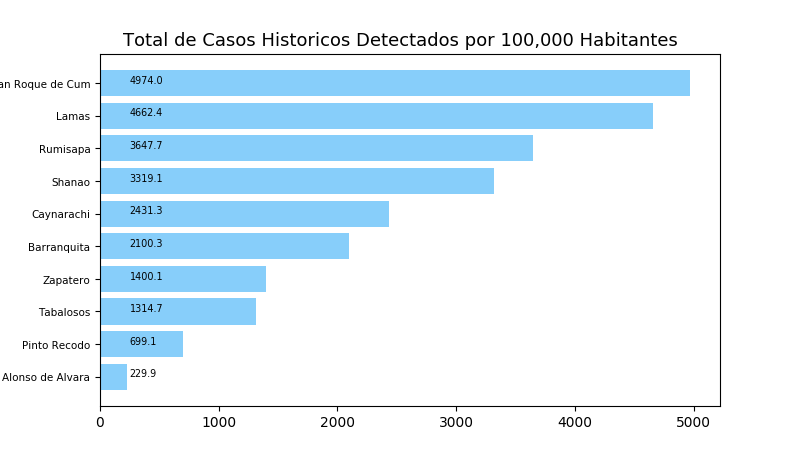 Total de Casos Historicos Detectados por 100,000 Habitantes
an Roque de Cum 4974.0
Lamas 4662.4
Rumisapa 3647.7
Shanao 3319.1
Caynarachi 2431.3
Barranquita 2100.3
Zapatero 1400.1
Tabalosos 1314.7
Pinto Recodo 699.1
Alonso de Alvara 229.9
0 1000 2000 3000 4000 5000